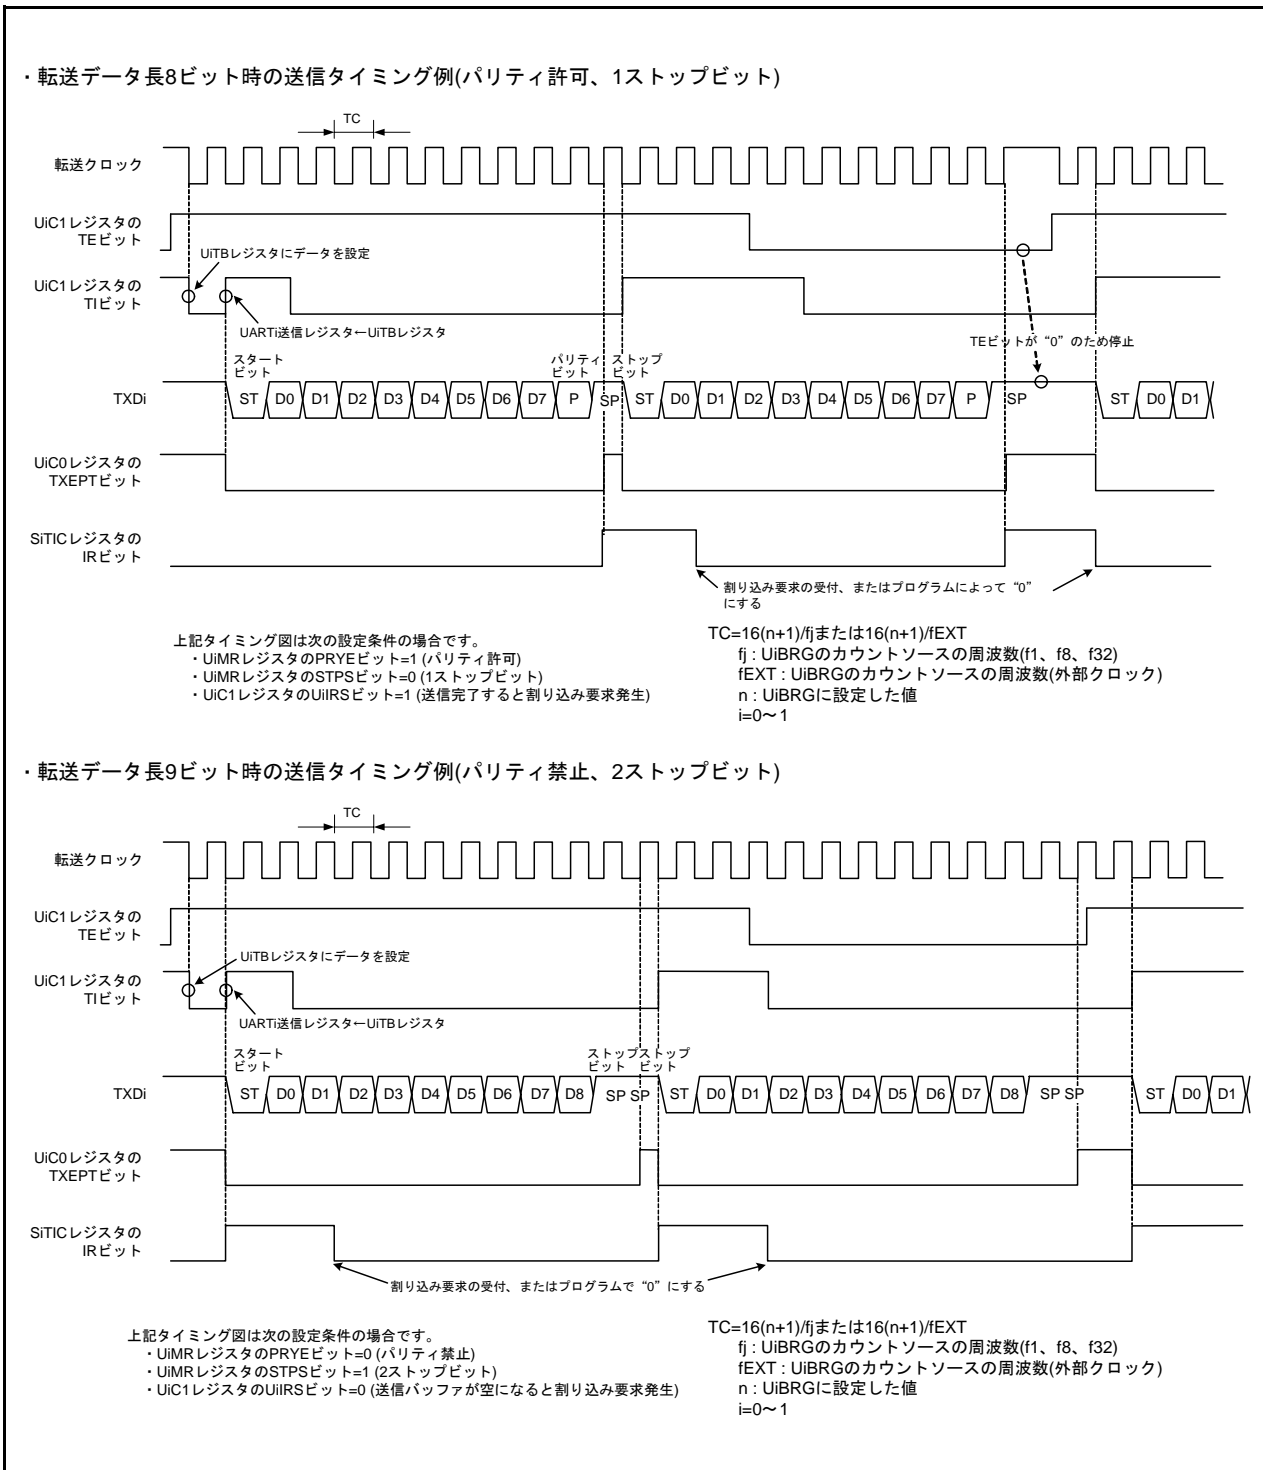 ・転送データ長8ビット時の送信タイミング例(パリティ許可、1ストップビット)
TC
転送クロック
UiC1レジスタの
TEビット
UiTBレジスタにデータを設定
UiC1レジスタの
TIビット
UARTi送信レジスタ←UiTBレジスタ
TEビットが“0”のため停止
スタート
ビット
パリティ
ビット
ストップ
ビット
TXDi
ST D0 D1 D2 D3 D4 D5 D6 D7 P SP ST D0 D1 D2 D3 D4 D5 D6 D7 P SP ST D0 D1
UiC0レジスタの
TXEPTビット
SiTICレジスタの
IRビット
割り込み要求の受付、またはプログラムによって“0”
にする
上記タイミング図は次の設定条件の場合です。
・UiMRレジスタのPRYEビット=1 (パリティ許可)
・UiMRレジスタのSTPSビット=0 (1ストップビット)
・UiC1レジスタのUiIRSビット=1 (送信完了すると割り込み要求発生)
TC=16(n+1)/fjまたは16(n+1)/fEXT
fj : UiBRGのカウントソースの周波数(f1、f8、f32)
fEXT : UiBRGのカウントソースの周波数(外部クロック)
n : UiBRGに設定した値
i=0～1
・転送データ長9ビット時の送信タイミング例(パリティ禁止、2ストップビット)
TC
転送クロック
UiC1レジスタの
TEビット
UiTBレジスタにデータを設定
UiC1レジスタの
TIビット
UARTi送信レジスタ←UiTBレジスタ
スタート
ビット
ストップ
ビット
ストップ
ビット
TXDi
ST D0 D1 D2 D3 D4 D5 D6 D7 D8 SP SP ST D0 D1 D2 D3 D4 D5 D6 D7 D8 SP SP ST D0 D1
UiC0レジスタの
TXEPTビット
SiTICレジスタの
IRビット
割り込み要求の受付、またはプログラムで“0”にする
上記タイミング図は次の設定条件の場合です。
・UiMRレジスタのPRYEビット=0 (パリティ禁止)
・UiMRレジスタのSTPSビット=1 (2ストップビット)
・UiC1レジスタのUiIRSビット=0 (送信バッファが空になると割り込み要求発生)
TC=16(n+1)/fjまたは16(n+1)/fEXT
fj : UiBRGのカウントソースの周波数(f1、f8、f32)
fEXT : UiBRGのカウントソースの周波数(外部クロック)
n : UiBRGに設定した値
i=0～1